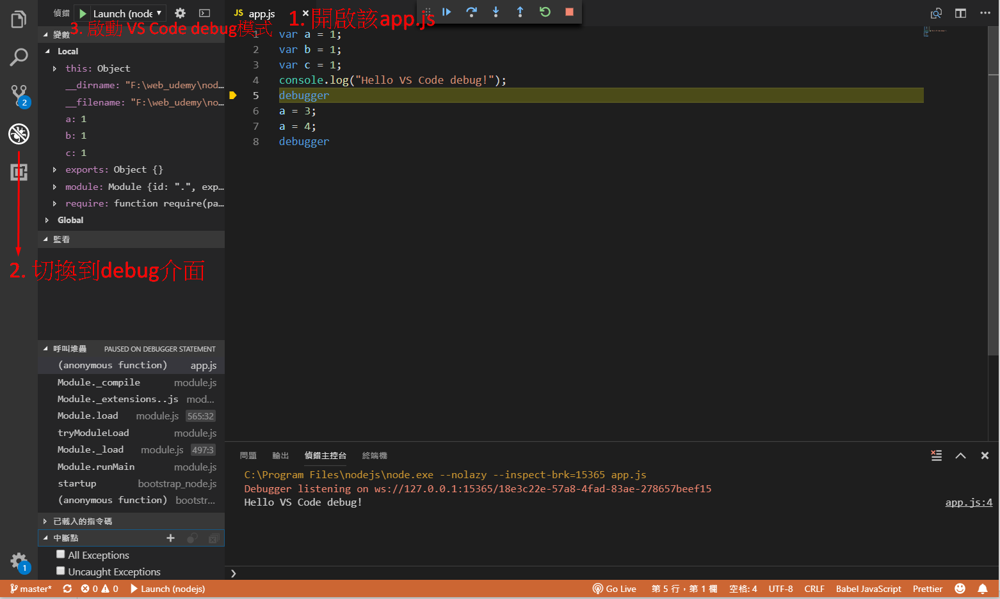 偵錯 Launch (node
JS app.js
1. 開啟該app.js
3. 啟動 VS Code debug模式
變數
Local
this: Object
__dirname: "F:\web_udemy\nod...
__filename: "F:\web_udemy\no...
a: 1
b: 1
c: 1
exports: Object {}
module: Module {id: ".", exp...
require: function require(pa...
Global
監看
2. 切換到debug介面
2
呼叫堆疊 PAUSED ON DEBUGGER STATEMENT
(anonymous function) app.js
Module._compile module.js
Module._extensions..js mod...
Module.load module.js 565:32
tryModuleLoad module.js
Module._load module.js 497:3
Module.runMain module.js
startup bootstrap_node.js
(anonymous function) bootstr...
已載入的指令碼
中斷點
All Exceptions
Uncaught Exceptions
1
1 var a = 1;
2 var b = 1;
3 var c = 1;
4 console.log("Hello VS Code debug!");
5 debugger
6 a = 3;
7 a = 4;
8 debugger
問題 輸出 偵錯主控台 終端機
C:\Program Files\nodejs\node.exe --nolazy --inspect-brk=15365 app.js
Debugger listening on ws://127.0.0.1:15365/18e3c22e-57a8-4fad-83ae-278657beef15
Hello VS Code debug! app.js:4
master* 0 0 Launch (nodejs) Go Live 第 5 行，第 1 欄 空格: 4 UTF-8 CRLF Babel JavaScript Prettier